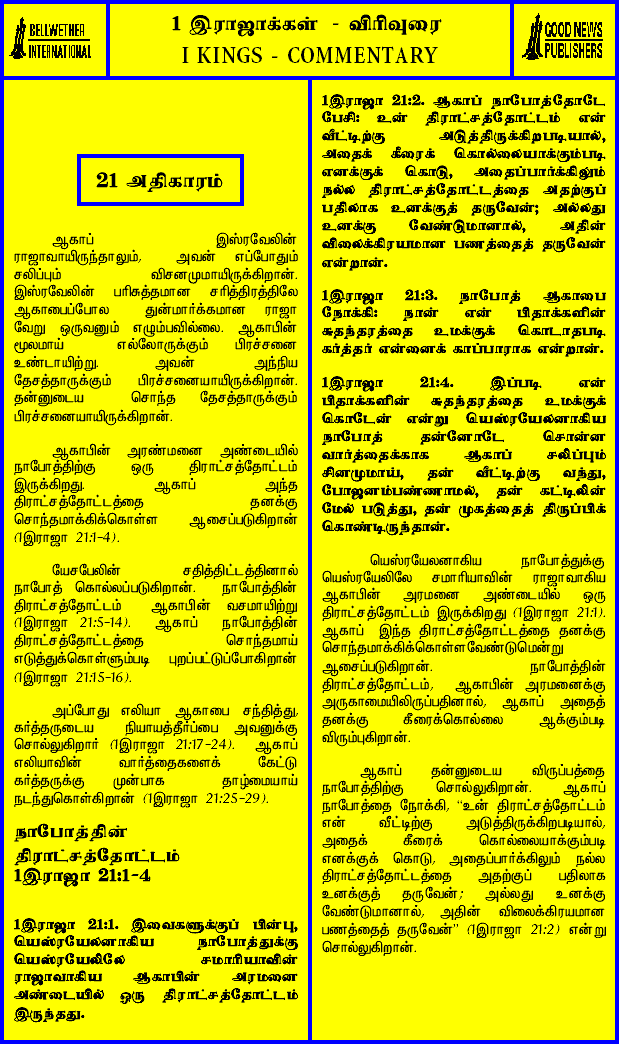 BELLWETHER
INTERNATIONAL
1 இராஜாக்கள் - விரிவுரை
I KINGS - COMMENTARY
GOOD NEWS
PUBLISHERS
21 அதிகாரம்
ஆகாப் இஸ்ரவேலின்
ராஜாவாயிருந்தாலும், அவன் எப்போதும்
சலிப்பும் விசனமுமாயிருக்கிறான்.
இஸ்ரவேலின் பரிசுத்தமான சரித்திரத்திலே
ஆகாபைப்போல துன்மார்க்கமான ராஜா
வேறு ஒருவனும் எழும்பவில்லை. ஆகாபின்
மூலமாய் எல்லோருக்கும் பிரச்சனை
உண்டாயிற்று. அவன் அந்நிய
தேசத்தாருக்கும் பிரச்சனையாயிருக்கிறான்.
தன்னுடைய சொந்த தேசத்தாருக்கும்
பிரச்சனையாயிருக்கிறான்.
ஆகாபின் அரண்மனை அண்டையில்
நாபோத்திற்கு ஒரு திராட்சத்தோட்டம்
இருக்கிறது. ஆகாப் அந்த
திராட்சத்தோட்டத்தை தனக்கு
சொந்தமாக்கிக்கொள்ள ஆசைப்படுகிறான்
(1இராஜா 21:1-4).
யேசபேலின் சதித்திட்டத்தினால்
நாபோத் கொல்லப்படுகிறான். நாபோத்தின்
திராட்சத்தோட்டம் ஆகாபின் வசமாயிற்று
(1இராஜா 21:5-14). ஆகாப் நாபோத்தின்
திராட்சத்தோட்டத்தை சொந்தமாய்
எடுத்துக்கொள்ளும்படி புறப்பட்டுப்போகிறான்
(1இராஜா 21:15-16).
அப்போது எலியா ஆகாபை சந்தித்து,
கர்த்தருடைய நியாயத்தீர்ப்பை அவனுக்கு
சொல்லுகிறார் (1இராஜா 21:17-24). ஆகாப்
எலியாவின் வார்த்தைகளைக் கேட்டு
கர்த்தருக்கு முன்பாக தாழ்மையாய்
நடந்துகொள்கிறான் (1இராஜா 21:25-29).
நாபோத்தின்
திராட்சத்தோட்டம்
1இராஜா 21:1-4
1இராஜா 21:1. இவைகளுக்குப் பின்பு,
யெஸ்ரயேலனாகிய நாபோத்துக்கு
யெஸ்ரயேலிலே சமாரியாவின்
ராஜாவாகிய ஆகாபின் அரமனை
அண்டையில் ஒரு திராட்சத்தோட்டம்
இருந்தது.
1இராஜா 21:2. ஆகாப் நாபோத்தோடே
பேசி: உன் திராட்சத்தோட்டம் என்
வீட்டிற்கு அடுத்திருக்கிறபடியால்,
அதைக் கீரைக் கொல்லையாக்கும்படி
எனக்குக் கொடு, அதைப்பார்க்கிலும்
நல்ல திராட்சத்தோட்டத்தை அதற்குப்
பதிலாக உனக்குத் தருவேன்; அல்லது
உனக்கு வேண்டுமானால், அதின்
விலைக்கிரயமான பணத்தைத் தருவேன்
என்றான்.
1இராஜா 21:3. நாபோத் ஆகாபை
நோக்கி: நான் என் பிதாக்களின்
சுதந்தரத்தை உமக்குக் கொடாதபடி
கர்த்தர் என்னைக் காப்பாராக என்றான்.
1இராஜா 21:4. இப்படி என்
பிதாக்களின் சுதந்தரத்தை உமக்குக்
கொடேன் என்று யெஸ்ரயேலனாகிய
நாபோத் தன்னோடே சொன்ன
வார்த்தைக்காக ஆகாப் சலிப்பும்
சினமுமாய், தன் வீட்டிற்கு வந்து,
போஜனம்பண்ணாமல், தன் கட்டிலின்
மேல் படுத்து, தன் முகத்தைத் திருப்பிக்
கொண்டிருந்தான்.
யெஸ்ரயேலனாகிய நாபோத்துக்கு
யெஸ்ரயேலிலே சமாரியாவின் ராஜாவாகிய
ஆகாபின் அரமனை அண்டையில் ஒரு
திராட்சத்தோட்டம் இருக்கிறது (1இராஜா 21:1).
ஆகாப் இந்த திராட்சத்தோட்டத்தை தனக்கு
சொந்தமாக்கிக்கொள்ளவேண்டுமென்று
ஆசைப்படுகிறான். நாபோத்தின்
திராட்சத்தோட்டம், ஆகாபின் அரமனைக்கு
அருகாமையிலிருப்பதினால், ஆகாப் அதைத்
தனக்கு கீரைக்கொல்லை ஆக்கும்படி
விரும்புகிறான்.
ஆகாப் தன்னுடைய விருப்பத்தை
நாபோத்திற்கு சொல்லுகிறான். ஆகாப்
நாபோத்தை நோக்கி, "உன் திராட்சத்தோட்டம்
என் வீட்டிற்கு அடுத்திருக்கிறபடியால்,
அதைக் கீரைக் கொல்லையாக்கும்படி
எனக்குக் கொடு, அதைப்பார்க்கிலும் நல்ல
திராட்சத்தோட்டத்தை அதற்குப் பதிலாக
உனக்குத் தருவேன்; அல்லது உனக்கு
வேண்டுமானால், அதின் விலைக்கிரயமான
பணத்தைத் தருவேன்" (1இராஜா 21:2) என்று
சொல்லுகிறான்.